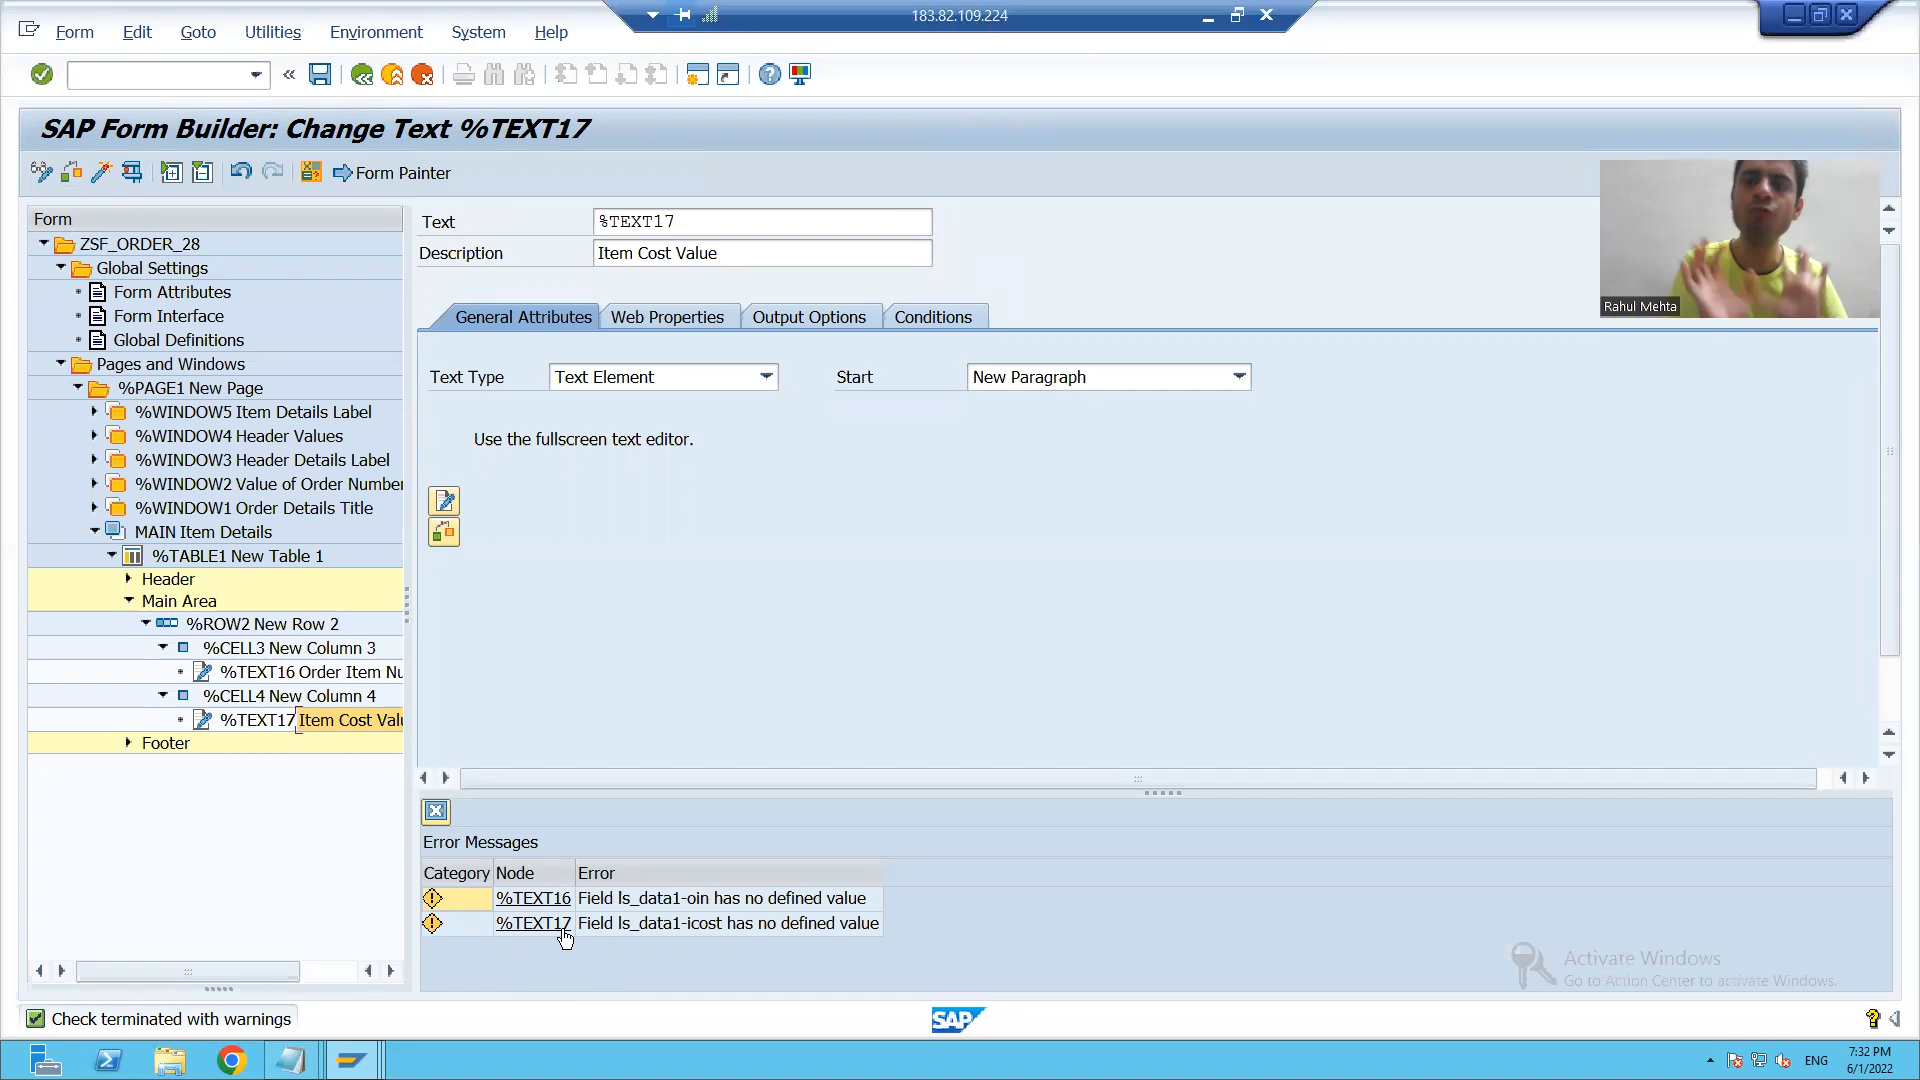 183.82.109.224
Form Edit Goto Utilities Environment System Help
SAP Form Builder: Change Text %TEXT17
Form Painter
Form
ZSF_ORDER_28
Global Settings
Form Attributes
Form Interface
Global Definitions
Pages and Windows
%PAGE1 New Page
%WINDOW5 Item Details Label
%WINDOW4 Header Values
%WINDOW3 Header Details Label
%WINDOW2 Value of Order Number
%WINDOW1 Order Details Title
MAIN Item Details
%TABLE1 New Table 1
Header
Main Area
%ROW2 New Row 2
%CELL3 New Column 3
%TEXT16 Order Item Nu
%CELL4 New Column 4
%TEXT17 Item Cost Valu
Footer
Text %TEXT17
Description Item Cost Value
General Attributes Web Properties Output Options Conditions
Text Type Text Element Start New Paragraph
Use the fullscreen text editor.
Rahul Mehta
Error Messages
Category Node Error
%TEXT16 Field ls_data1-oin has no defined value
%TEXT17 Field ls_data1-icost has no defined value
Activate Windows
Go to Action Center to activate Windows.
Check terminated with warnings
SAP
ENG
7:32 PM
6/1/2022